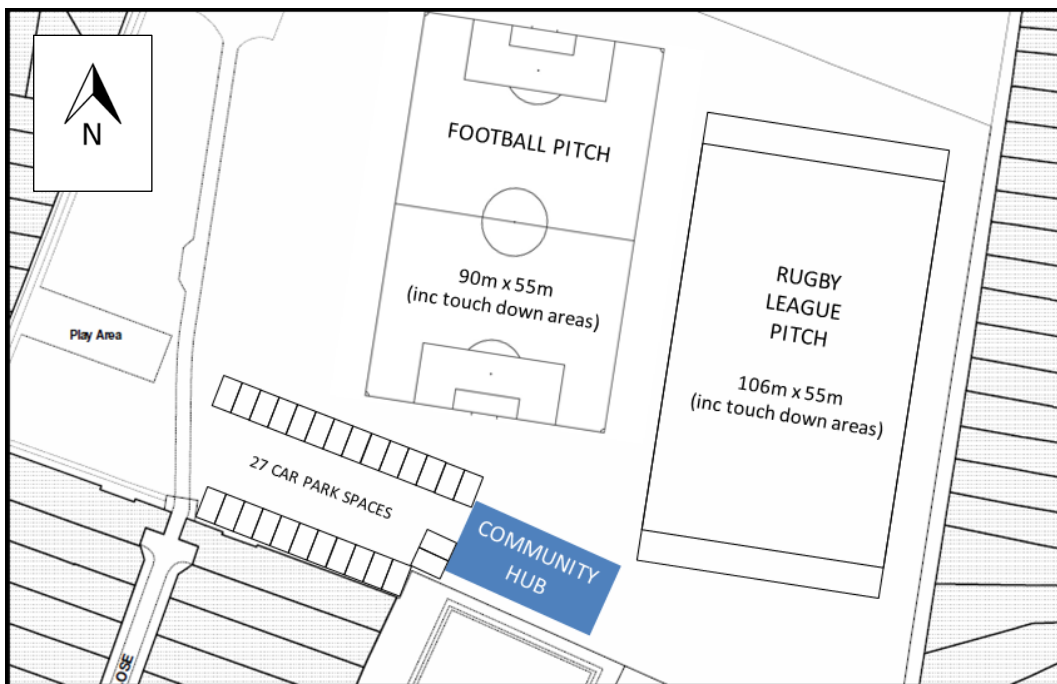 N
FOOTBALL PITCH
90m x 55m
(inc touch down areas)
RUGBY
LEAGUE
PITCH
106m x 55m
(inc touch down areas)
Play Area
27 CAR PARK SPACES
COMMUNITY
HUB
OSE